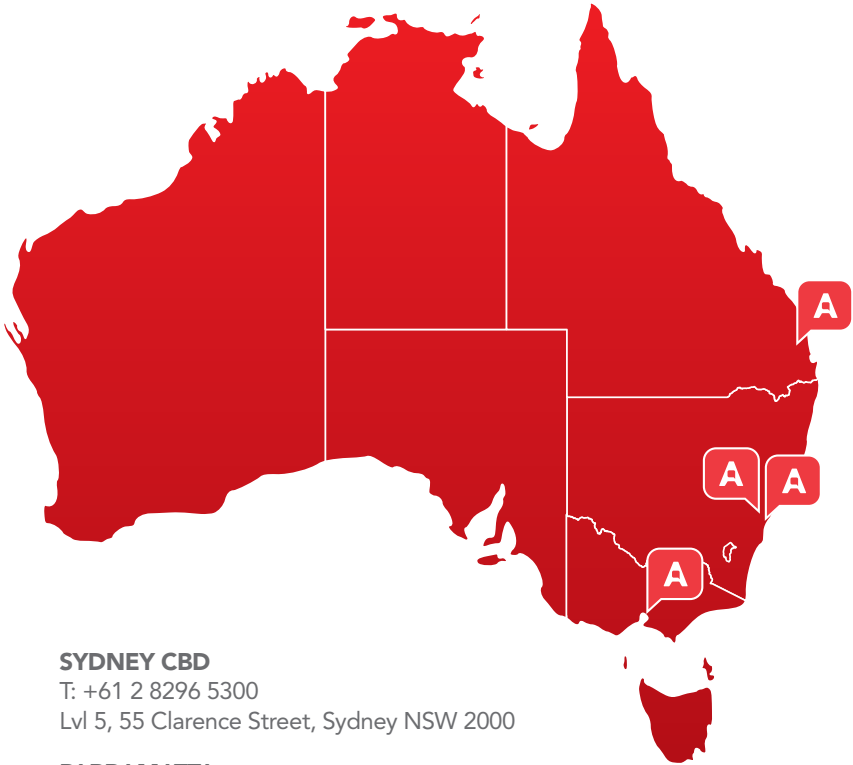 A
A
A
A
SYDNEY CBD
T: +61 2 8296 5300
Lvl 5, 55 Clarence Street, Sydney NSW 2000